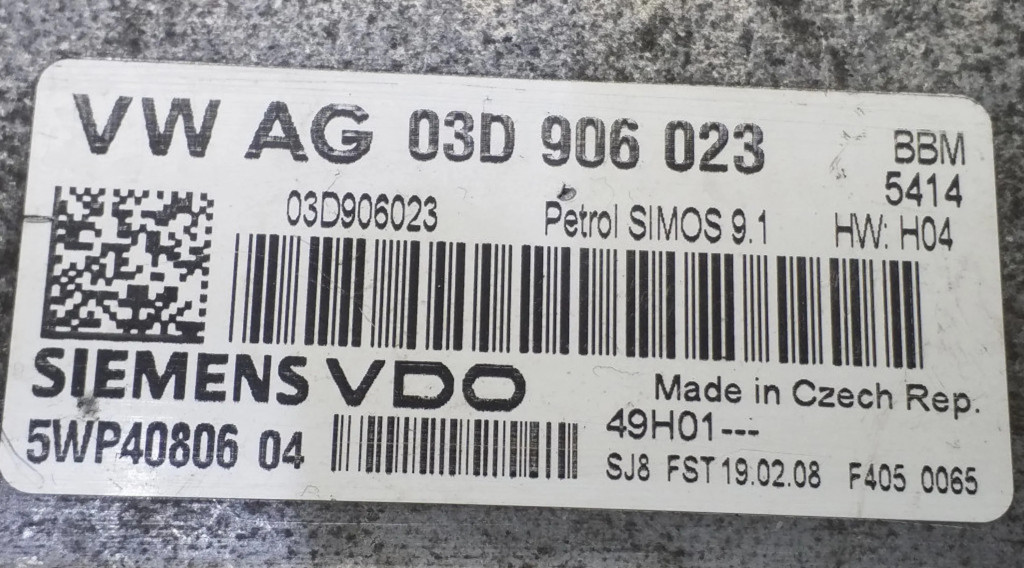 VW AG 03D 906 023 BBM
5414
03D906023 Petrol SIMOS 9.1 HW: H04
SIEMENS VDO Made in Czech Rep.
5WP40806 04 49H01---
SJ8 FST 19.02.08 F405 0065